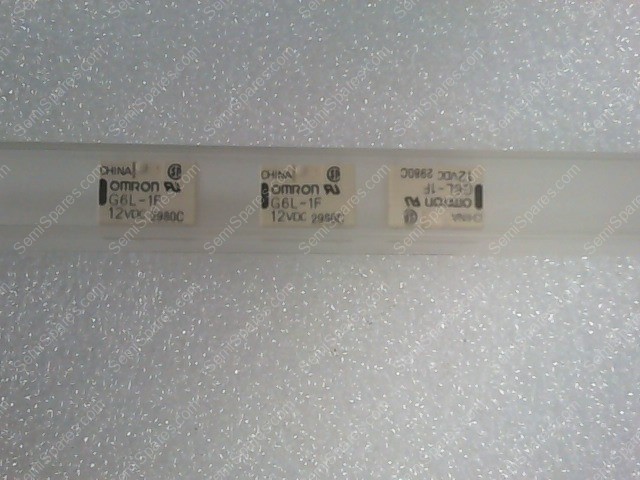 CHINA
OMRON
G6L-1F
12VDC 2980C
CHINA
OMRON
G6L-1F
12VDC 2980C
CHINA
OMRON
G6L-1F
12VDC 2980C
SemiSpares.com